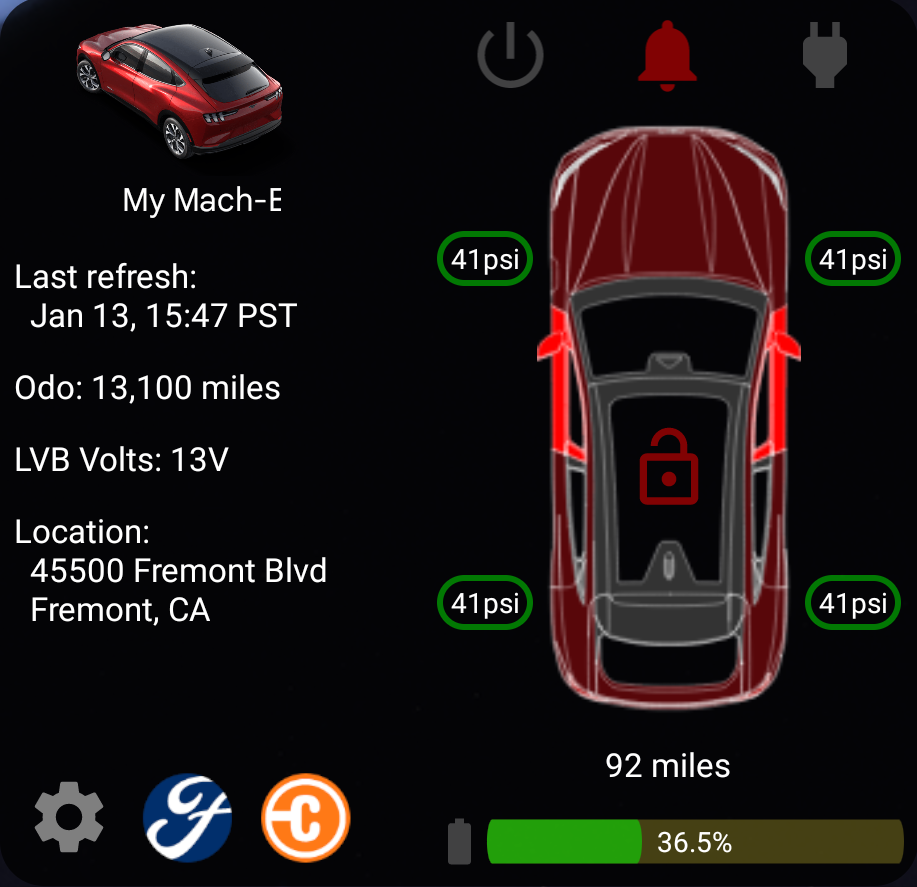 My Mach-E
Last refresh:
Jan 13, 15:47 PST
Odo: 13,100 miles
LVB Volts: 13V
Location:
45500 Fremont Blvd
Fremont, CA
41psi
41psi
41psi
41psi
92 miles
36.5%